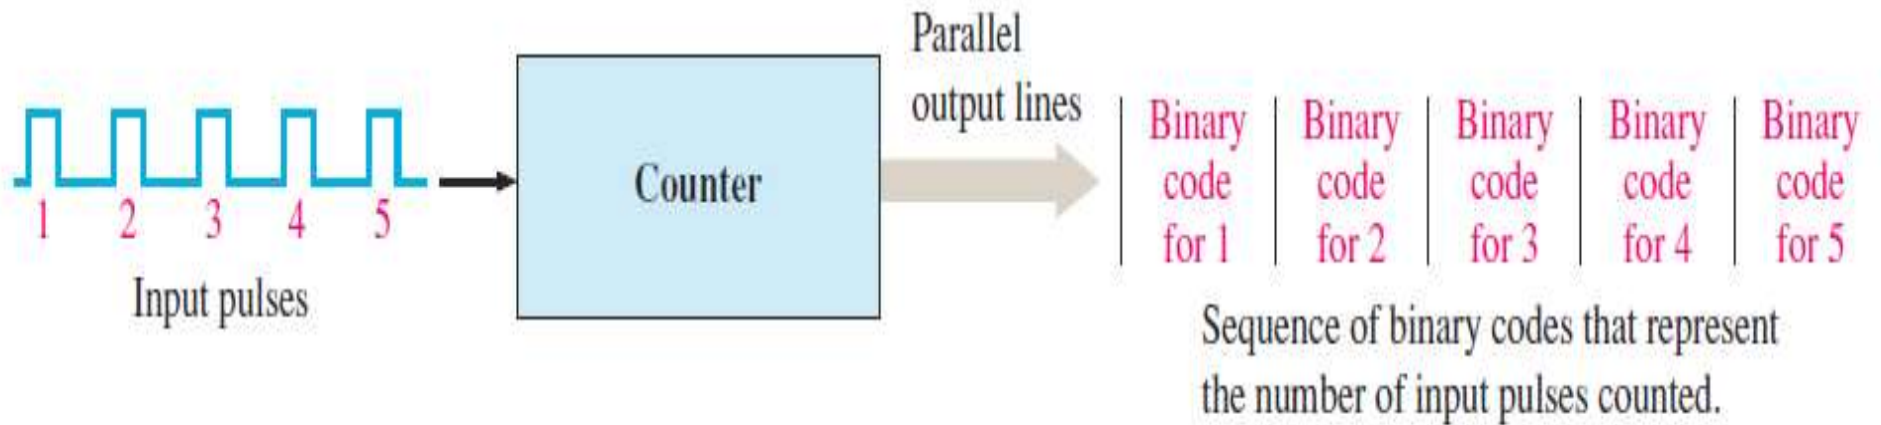 1 2 3 4 5
Input pulses
Counter
Parallel
output lines
Binary
code
for 1
Binary
code
for 2
Binary
code
for 3
Binary
code
for 4
Binary
code
for 5
Sequence of binary codes that represent
the number of input pulses counted.